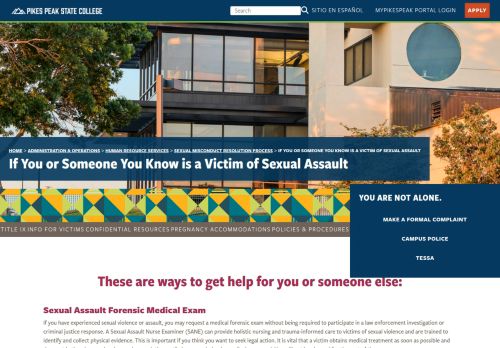 PIKES PEAK STATE COLLEGE
Search
SITIO EN ESPAÑOL
MYPIKESPEAK PORTAL LOGIN
APPLY
HOME > ADMINISTRATION & OPERATIONS > HUMAN RESOURCE SERVICES > SEXUAL MISCONDUCT RESOLUTION PROCESS > IF YOU OR SOMEONE YOU KNOW IS A VICTIM OF SEXUAL ASSAULT
If You or Someone You Know is a Victim of Sexual Assault
YOU ARE NOT ALONE.
MAKE A FORMAL COMPLAINT
CAMPUS POLICE
TESSA
TITLE IX INFO FOR VICTIMS CONFIDENTIAL RESOURCES PREGNANCY ACCOMMODATIONS POLICIES & PROCEDURES
These are ways to get help for you or someone else:
Sexual Assault Forensic Medical Exam
If you have experienced sexual violence or assault, you may request a medical forensic exam without being required to participate in a law enforcement investigation or
criminal justice response. A Sexual Assault Nurse Examiner (SANE) can provide holistic nursing and trauma-informed care to victims of sexual violence and are trained to
identify and collect physical evidence. This is important if you think you want to seek legal action. It is vital that a victim obtains medical treatment as soon as possible and